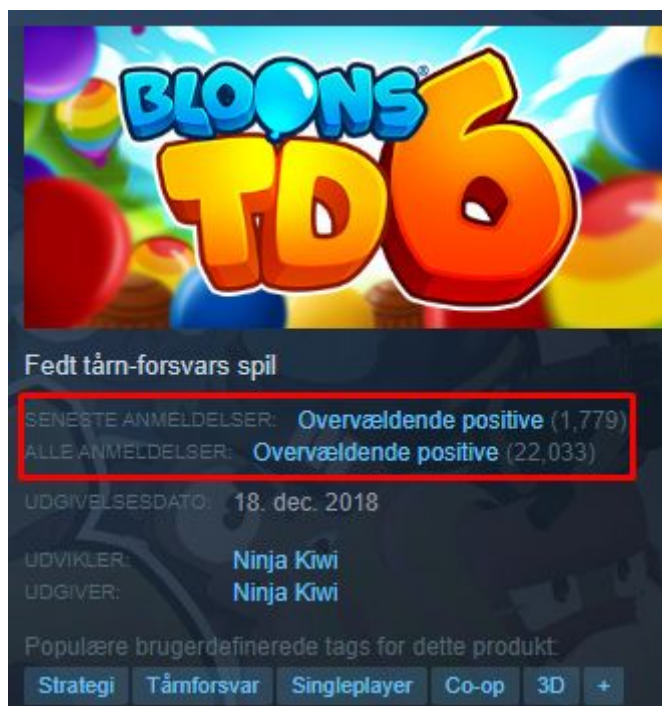 BLOONS®
TD6
Fedt tårn-forsvars spil
SENESTE ANMELDELSER: Overvældende positive (1,779)
ALLE ANMELDELSER: Overvældende positive (22,033)
UDGIVELSESDATO: 18. dec. 2018
UDVIKLER: Ninja Kiwi
UDGIVER: Ninja Kiwi
Populære brugerdefinerede tags for dette produkt:
Strategi Tårnforsvar Singleplayer Co-op 3D +